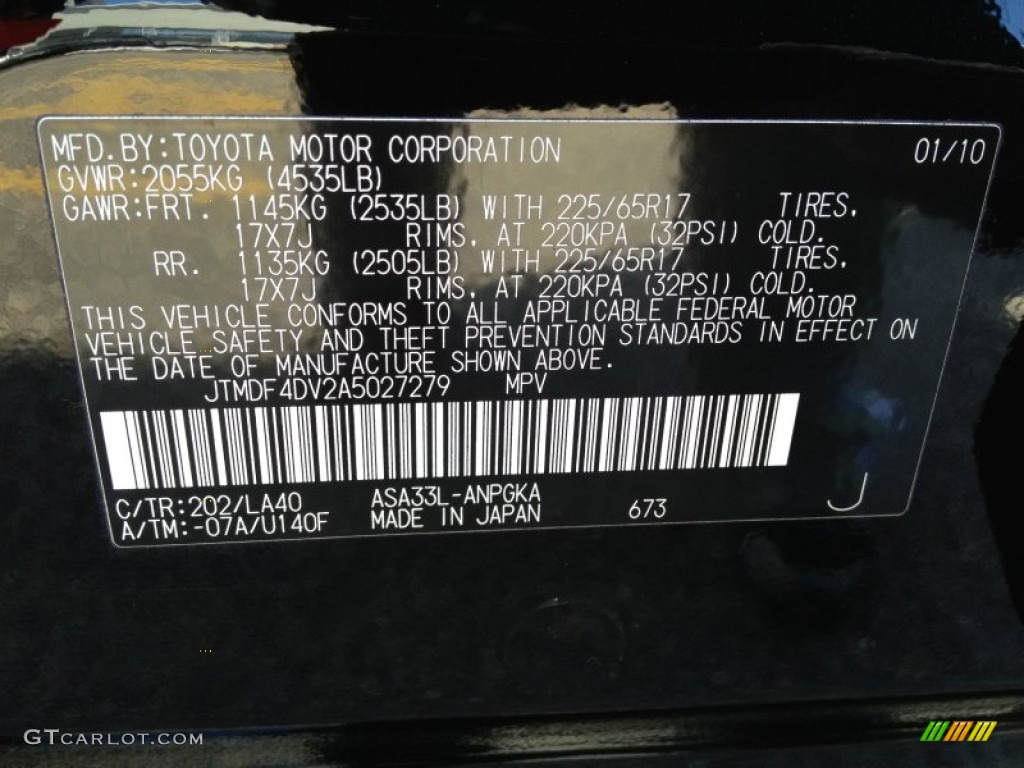 MFD. BY: TOYOTA MOTOR CORPORATION 01/10
GVWR: 2055KG (4535LB)
GAWR: FRT. 1145KG (2535LB) WITH 225/65R17 TIRES,
17X7J RIMS, AT 220KPA (32PSI) COLD.
RR. 1135KG (2505LB) WITH 225/65R17 TIRES,
17X7J RIMS, AT 220KPA (32PSI) COLD.
THIS VEHICLE CONFORMS TO ALL APPLICABLE FEDERAL MOTOR
VEHICLE SAFETY AND THEFT PREVENTION STANDARDS IN EFFECT ON
THE DATE OF MANUFACTURE SHOWN ABOVE.
JTMDF4DV2A5027279 MPV
C/TR: 202/LA40 ASA33L-ANPGKA
A/TM: -07A/U140F MADE IN JAPAN 673 J
GTCARLOT.COM